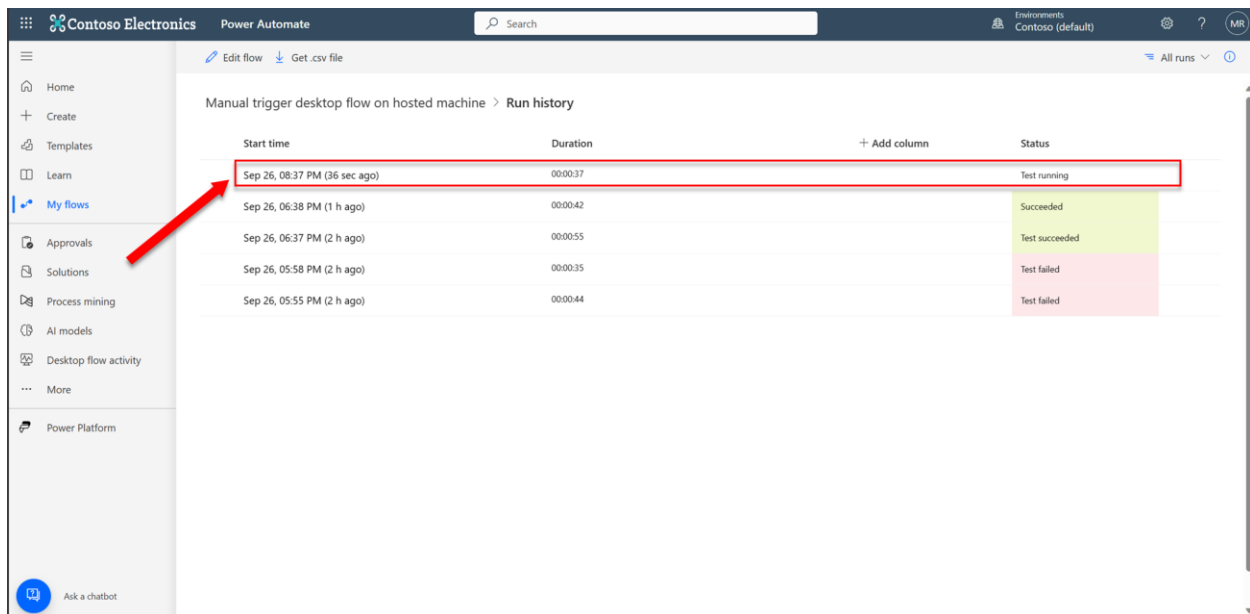 Contoso Electronics Power Automate Search Environments Contoso (default) ? MR
Edit flow Get .csv file All runs
Home
Create
Templates
Learn
My flows
Approvals
Solutions
Process mining
AI models
Desktop flow activity
More
Power Platform
Ask a chatbot
Manual trigger desktop flow on hosted machine > Run history
Start time Duration + Add column Status
Sep 26, 08:37 PM (36 sec ago) 00:00:37 Test running
Sep 26, 06:38 PM (1 h ago) 00:00:42 Succeeded
Sep 26, 06:37 PM (2 h ago) 00:00:55 Test succeeded
Sep 26, 05:58 PM (2 h ago) 00:00:35 Test failed
Sep 26, 05:55 PM (2 h ago) 00:00:44 Test failed